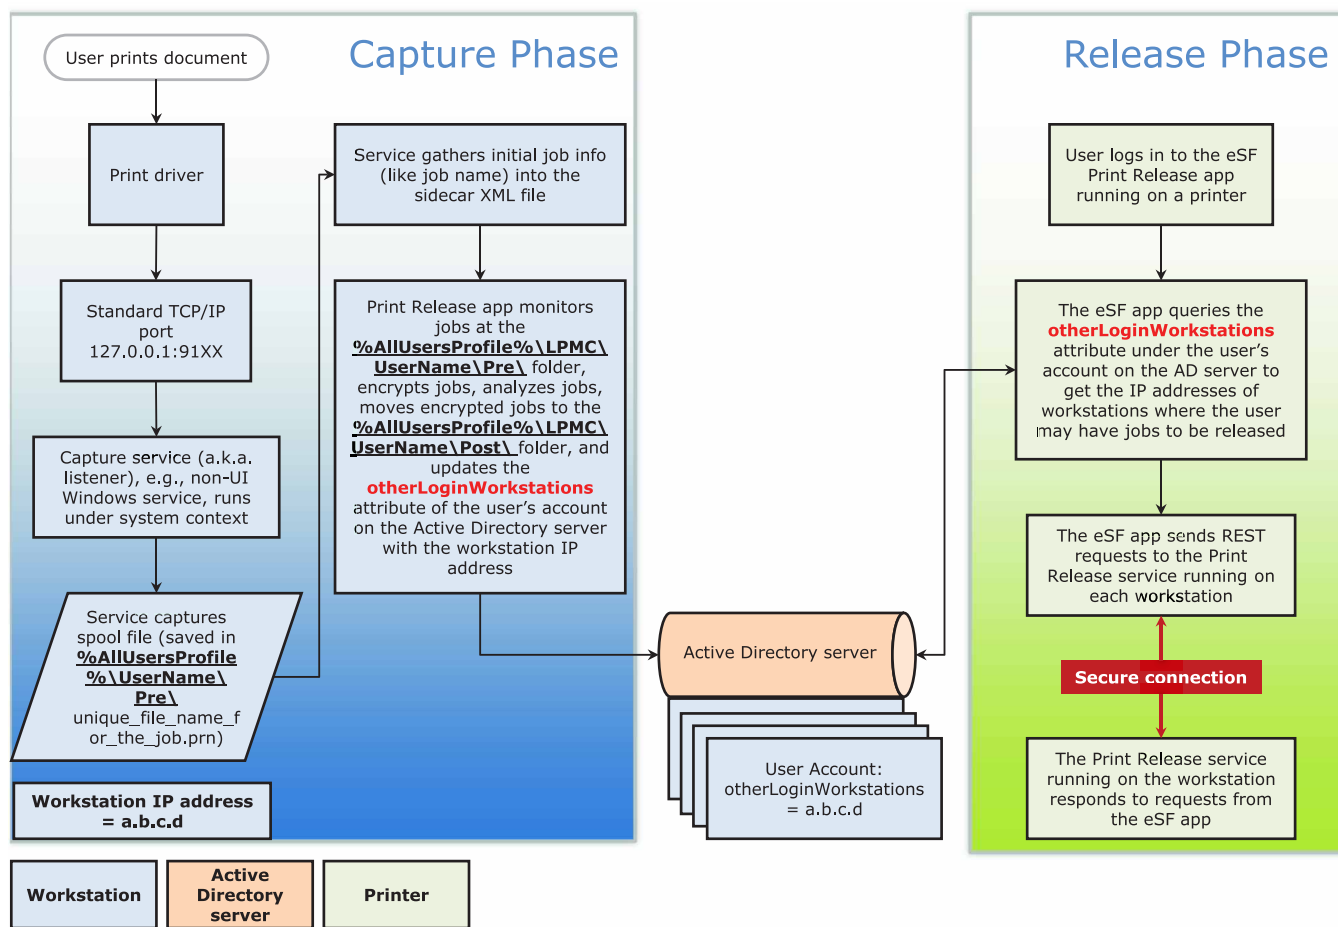 Capture Phase
User prints document
Print driver
Standard TCP/IP
port
127.0.0.1:91XX
Capture service (a.k.a.
listener), e.g., non-UI
Windows service, runs
under system context
Service captures
spool file (saved in
%AllUsersProfile
%\UserName\
Pre\
unique_file_name_f
or_the_job.prn)
Workstation IP address
= a.b.c.d
Service gathers initial job info
(like job name) into the
sidecar XML file
Print Release app monitors
jobs at the
%AllUsersProfile%\LPMC\
UserName\Pre\ folder,
encrypts jobs, analyzes jobs,
moves encrypted jobs to the
%AllUsersProfile%\LPMC\
UserName\Post\ folder, and
updates the
otherLoginWorkstations
attribute of the user's account
on the Active Directory server
with the workstation IP
address
Active Directory server
User Account:
otherLoginWorkstations
= a.b.c.d
Release Phase
User logs in to the eSF
Print Release app
running on a printer
The eSF app queries the
otherLoginWorkstations
attribute under the user's
account on the AD server to
get the IP addresses of
workstations where the user
may have jobs to be released
The eSF app sends REST
requests to the Print
Release service running on
each workstation
Secure connection
The Print Release service
running on the workstation
responds to requests from
the eSF app
Workstation
Active
Directory
server
Printer